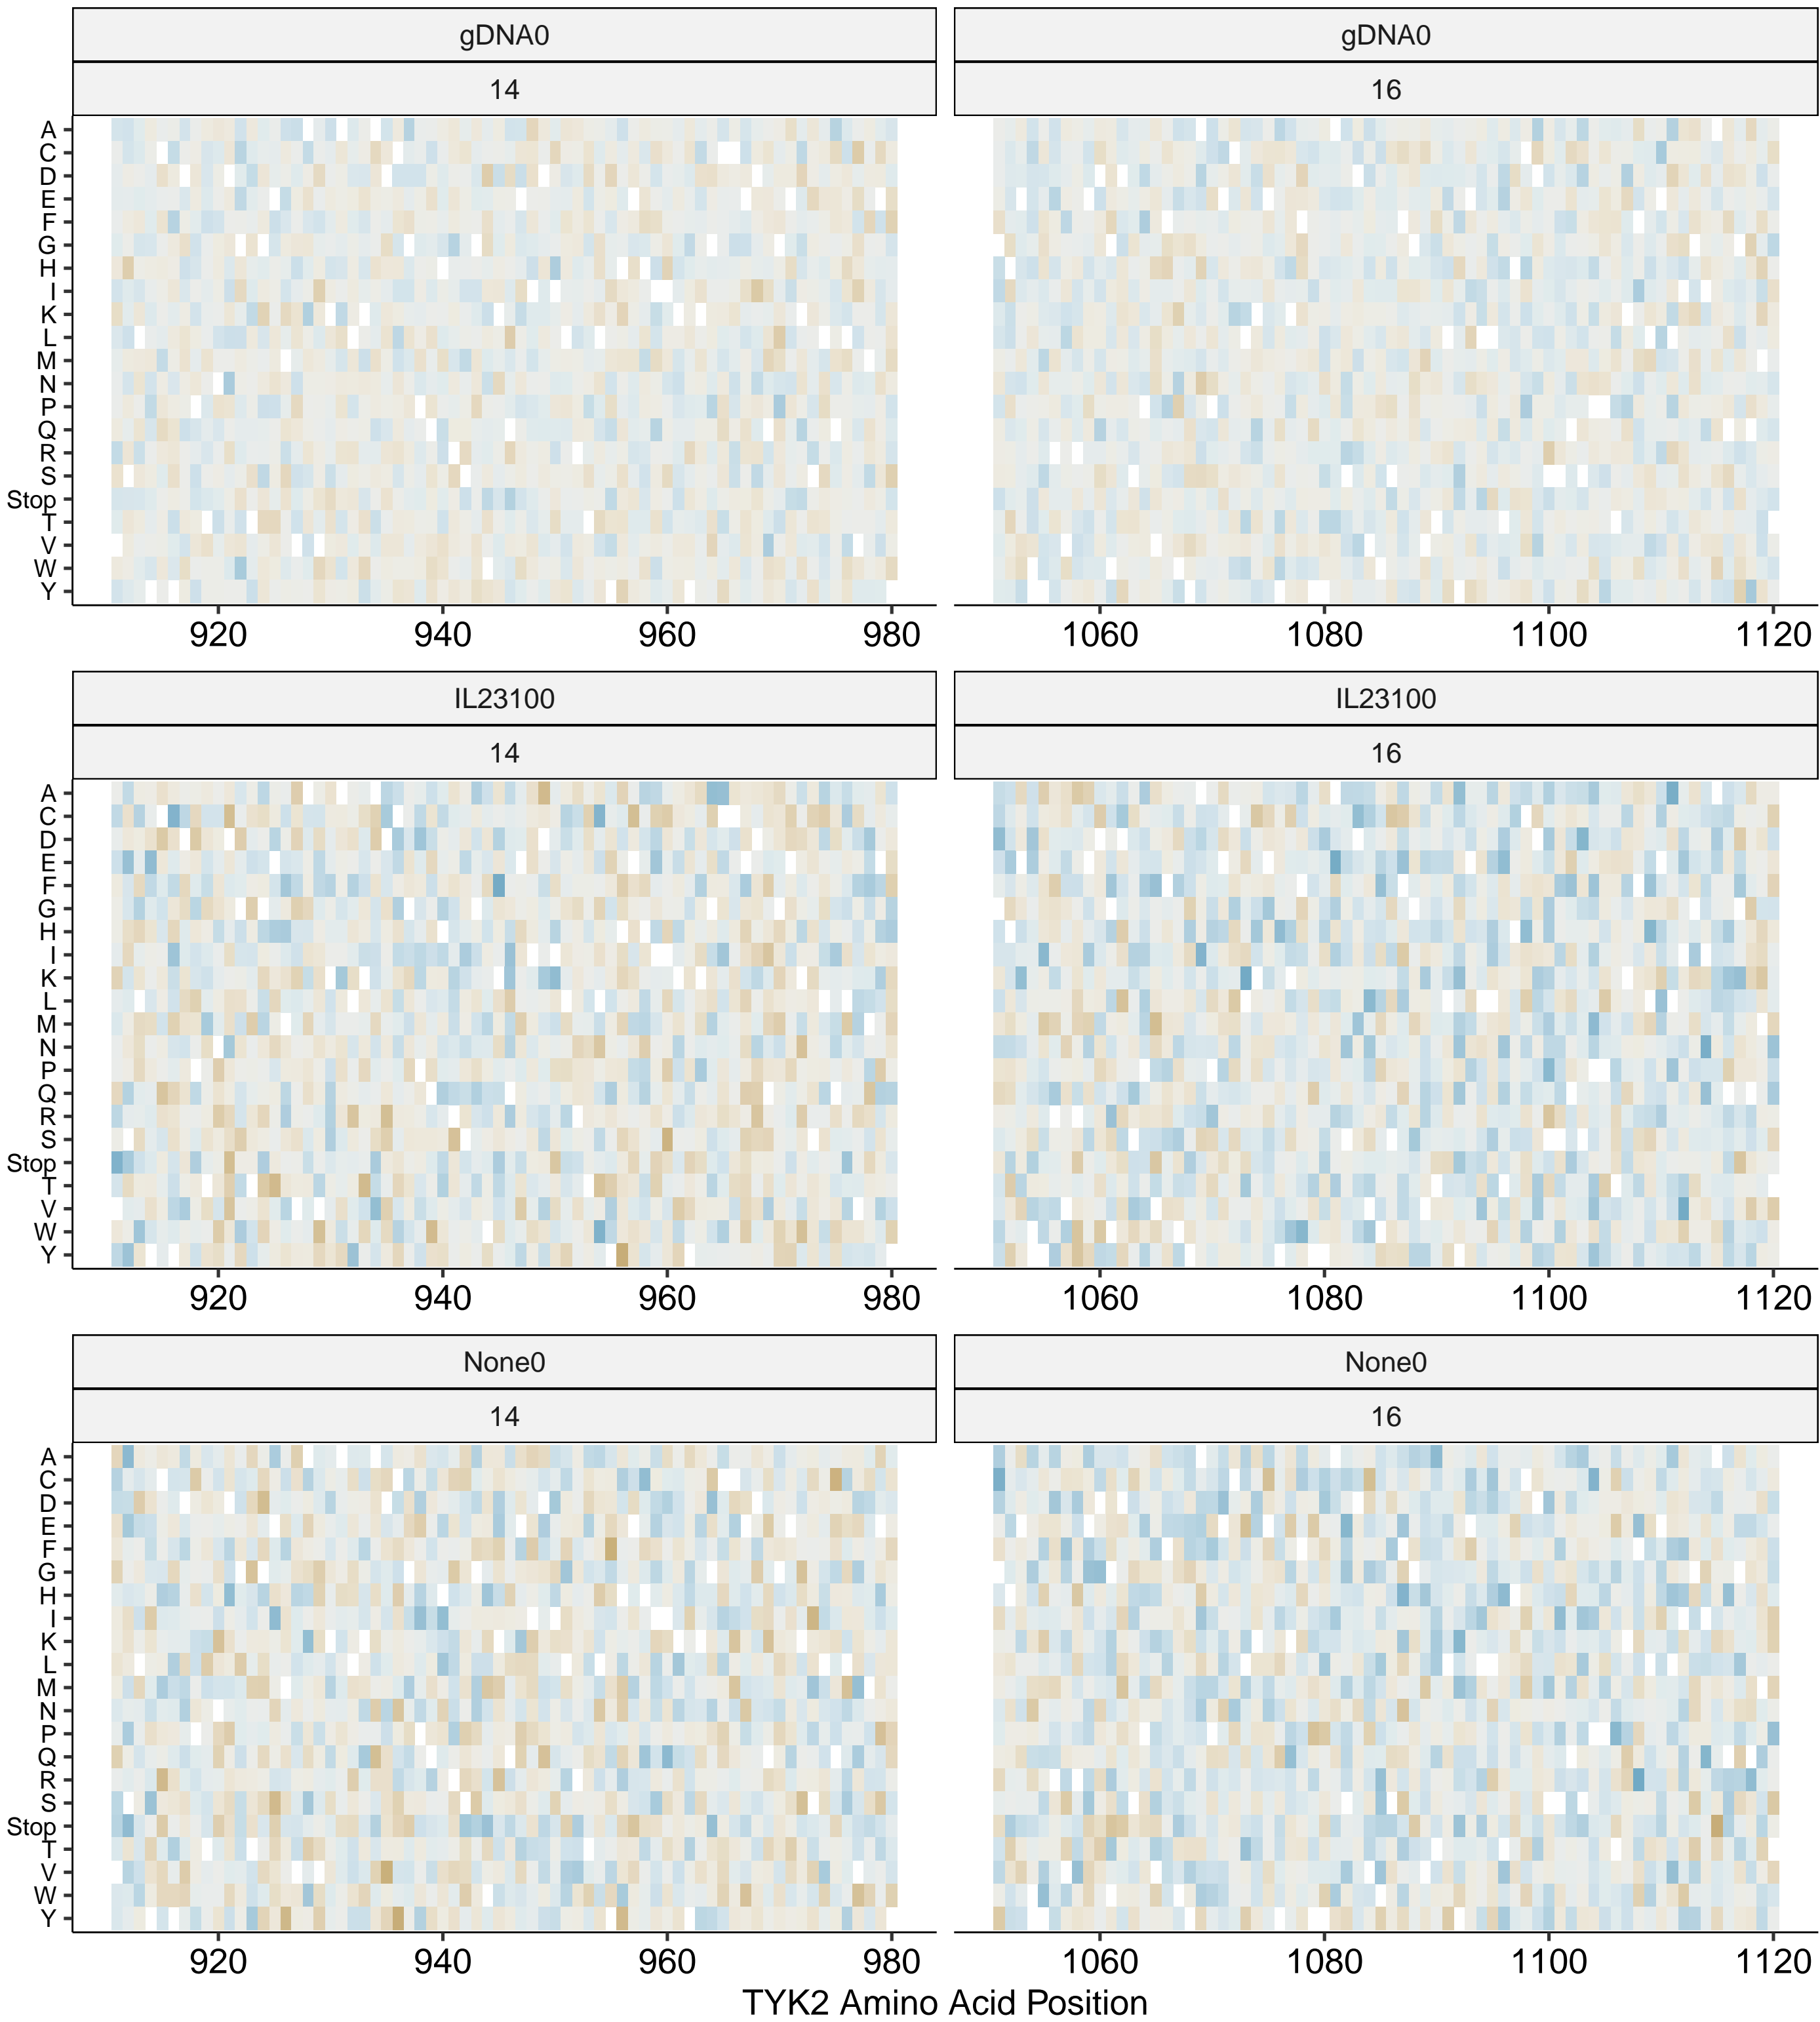 gDNA0 gDNA0
14 16
A
C
D
E
F
G
H
I
K
L
M
N
P
Q
R
S
Stop
T
V
W
Y
920 940 960 980 1060 1080 1100 1120
IL23100 IL23100
14 16
A
C
D
E
F
G
H
I
K
L
M
N
P
Q
R
S
Stop
T
V
W
Y
920 940 960 980 1060 1080 1100 1120
None0 None0
14 16
A
C
D
E
F
G
H
I
K
L
M
N
P
Q
R
S
Stop
T
V
W
Y
920 940 960 980 1060 1080 1100 1120
TYK2 Amino Acid Position